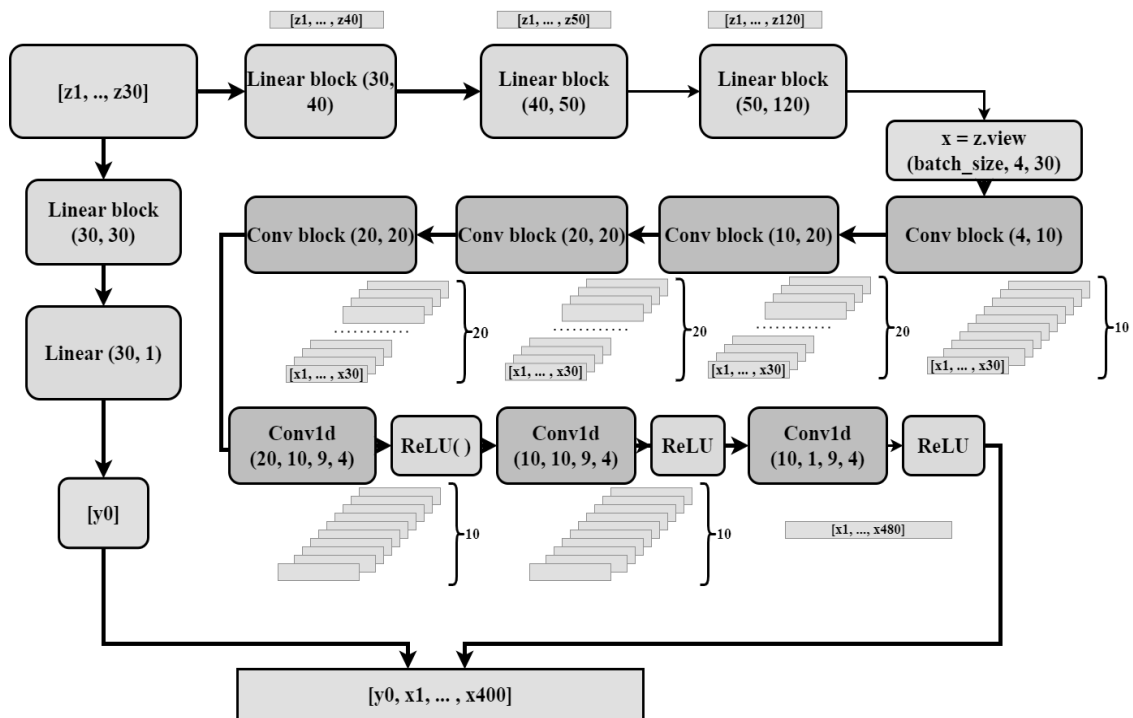 [z1, ... , z40]
[z1, ... , z50]
[z1, ... , z120]
[z1, .., z30]
Linear block (30,
40)
Linear block
(40, 50)
Linear block
(50, 120)
x = z.view
(batch_size, 4, 30)
Linear block
(30, 30)
Conv block (20, 20)
Conv block (20, 20)
Conv block (10, 20)
Conv block (4, 10)
............
20
............
20
............
20
10
[x1, ... , x30]
[x1, ... , x30]
[x1, ... , x30]
[x1, ... , x30]
Linear (30, 1)
Conv1d
(20, 10, 9, 4)
ReLU( )
Conv1d
(10, 10, 9, 4)
ReLU
Conv1d
(10, 1, 9, 4)
ReLU
[y0]
10
10
[x1, ..., x480]
[y0, x1, ... , x400]